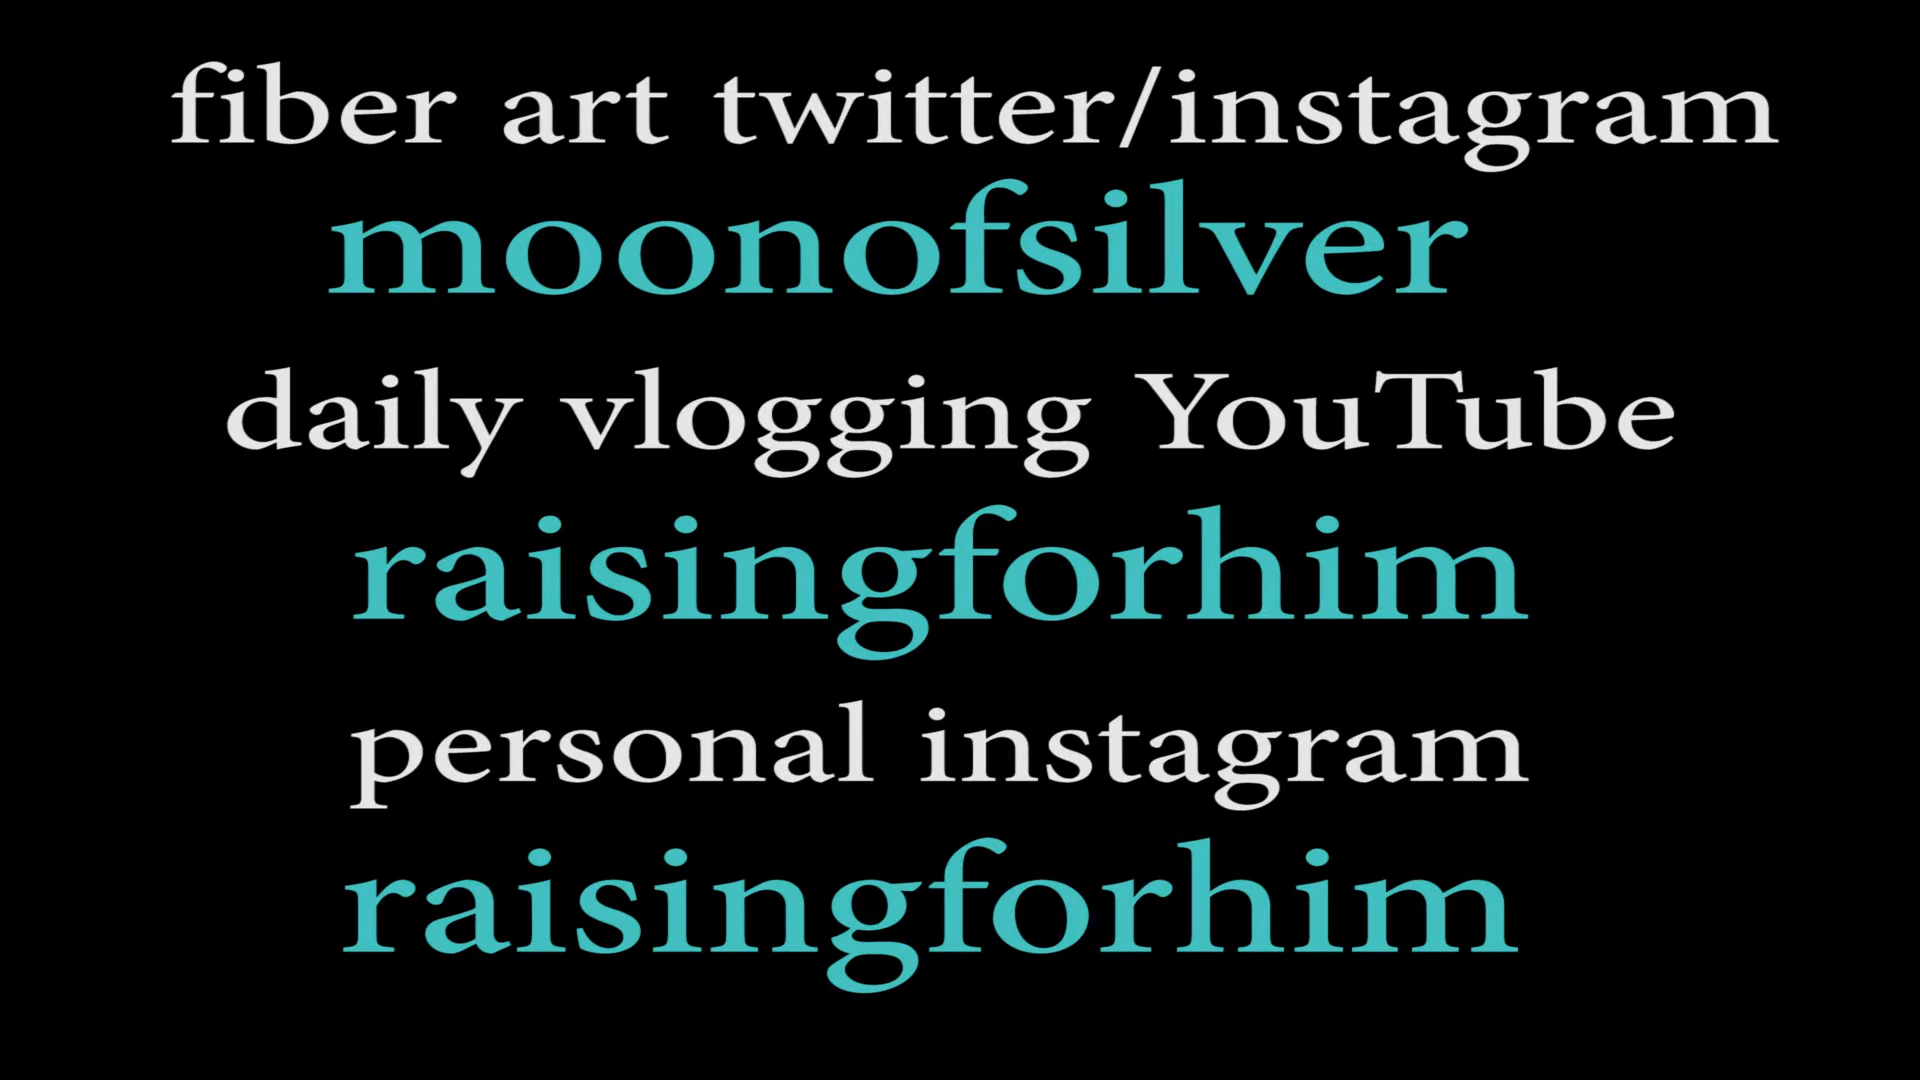 fiber art twitter/instagram
moonofsilver
daily vlogging YouTube
raisingforhim
personal instagram
raisingforhim